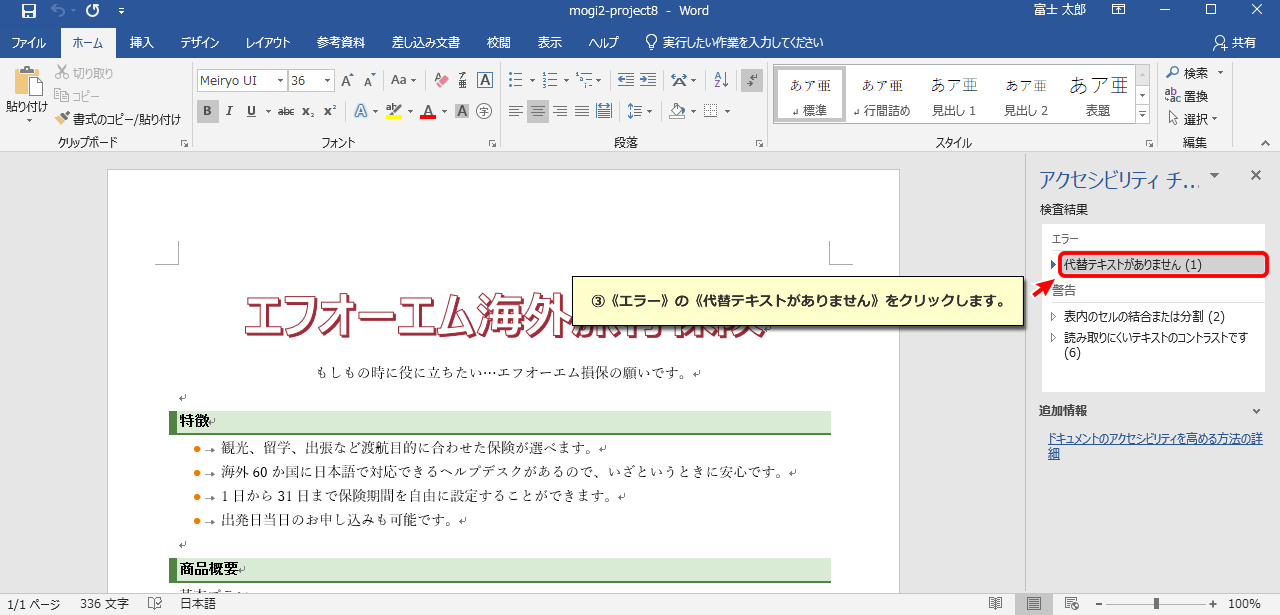 mogi2-project8 - Word
富士 太郎
ファイル
ホーム
挿入
デザイン
レイアウト
参考資料
差し込み文書
校閲
表示
ヘルプ
実行したい作業を入力してください
共有
貼り付け
切り取り
コピー
書式のコピー/貼り付け
クリップボード
Meiryo UI
36
フォント
段落
あア亜
標準
あア亜
行間詰め
あア亜
見出し 1
あア亜
見出し 2
あア亜
表題
スタイル
検索
置換
選択
編集
エフオーエム海外旅行保険
もしもの時に役に立ちたい…エフオーエム損保の願いです。
特徴
観光、留学、出張など渡航目的に合わせた保険が選べます。
海外 60 か国に日本語で対応できるヘルプデスクがあるので、いざというときに安心です。
1 日から 31 日まで保険期間を自由に設定することができます。
出発日当日のお申し込みも可能です。
商品概要
③《エラー》の《代替テキストがありません》をクリックします。
アクセシビリティ チ...
検査結果
エラー
代替テキストがありません (1)
警告
表内のセルの結合または分割 (2)
読み取りにくいテキストのコントラストです
(6)
追加情報
ドキュメントのアクセシビリティを高める方法の詳
細
1/1 ページ
336 文字
日本語
100%